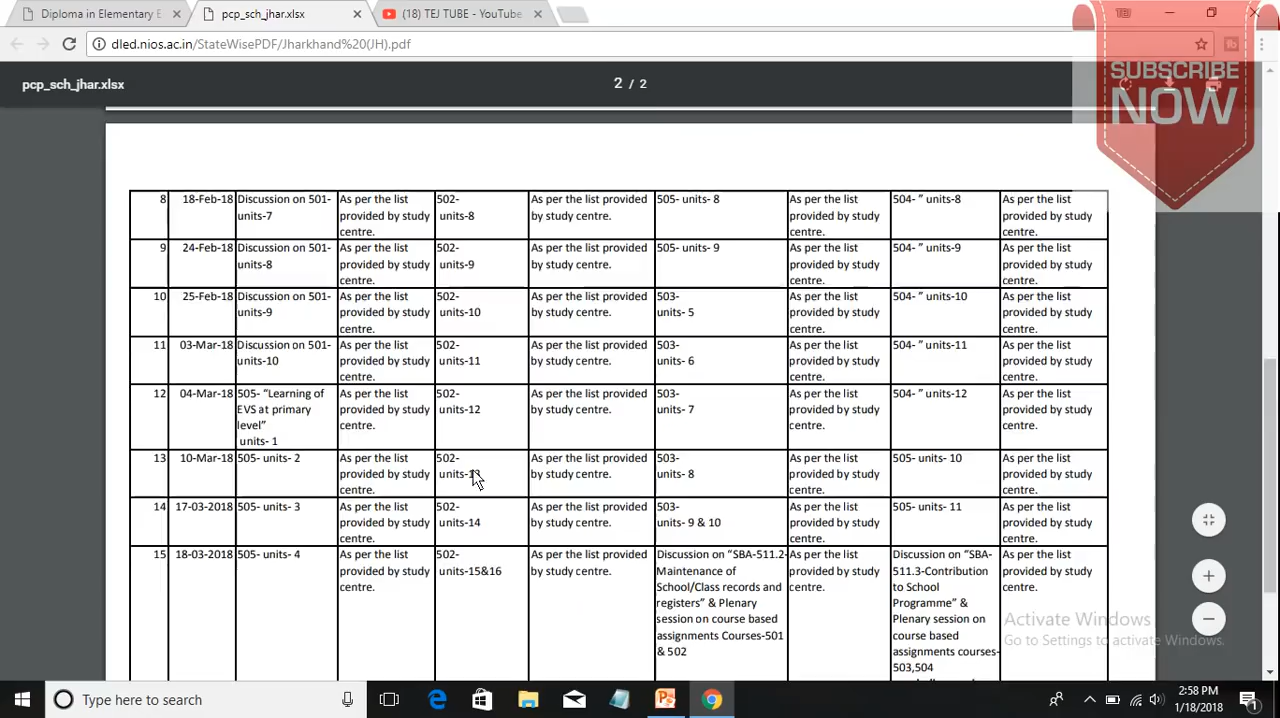 Diploma in Elementary E
pcp_sch_jhar.xlsx
(18) TEJ TUBE - YouTube
dled.nios.ac.in/StateWisePDF/Jharkhand%20(JH).pdf
pcp_sch_jhar.xlsx
2 / 2
SUBSCRIBE
NOW
8 18-Feb-18 Discussion on 501- As per the list 502- As per the list provided 505- units- 8 As per the list 504- ” units-8 As per the list
units-7 provided by study units-8 by study centre. provided by study provided by study
centre. centre. centre.
9 24-Feb-18 Discussion on 501- As per the list 502- As per the list provided 505- units- 9 As per the list 504- ” units-9 As per the list
units-8 provided by study units-9 by study centre. provided by study provided by study
centre. centre. centre.
10 25-Feb-18 Discussion on 501- As per the list 502- As per the list provided 503- As per the list 504- ” units-10 As per the list
units-9 provided by study units-10 by study centre. units- 5 provided by study provided by study
centre. centre. centre.
11 03-Mar-18 Discussion on 501- As per the list 502- As per the list provided 503- As per the list 504- ” units-11 As per the list
units-10 provided by study units-11 by study centre. units- 6 provided by study provided by study
centre. centre. centre.
12 04-Mar-18 505- “Learning of As per the list 502- As per the list provided 503- As per the list 504- ” units-12 As per the list
EVS at primary provided by study units-12 by study centre. units- 7 provided by study provided by study
level” centre. centre. centre.
units- 1
13 10-Mar-18 505- units- 2 As per the list 502- As per the list provided 503- As per the list 505- units- 10 As per the list
provided by study units-13 by study centre. units- 8 provided by study provided by study
centre. centre. centre.
14 17-03-2018 505- units- 3 As per the list 502- As per the list provided 503- As per the list 505- units- 11 As per the list
provided by study units-14 by study centre. units- 9 & 10 provided by study provided by study
centre. centre. centre.
15 18-03-2018 505- units- 4 As per the list 502- As per the list provided Discussion on “SBA-511.2- As per the list Discussion on “SBA- As per the list
provided by study units-15&16 by study centre. Maintenance of provided by study 511.3-Contribution provided by study
centre. School/Class records and centre. to School centre.
registers” & Plenary Programme” &
session on course based Plenary session on
assignments Courses-501 course based
& 502 assignments courses-
503,504
Activate Windows
Go to Settings to activate Windows.
Type here to search
2:58 PM
1/18/2018
1